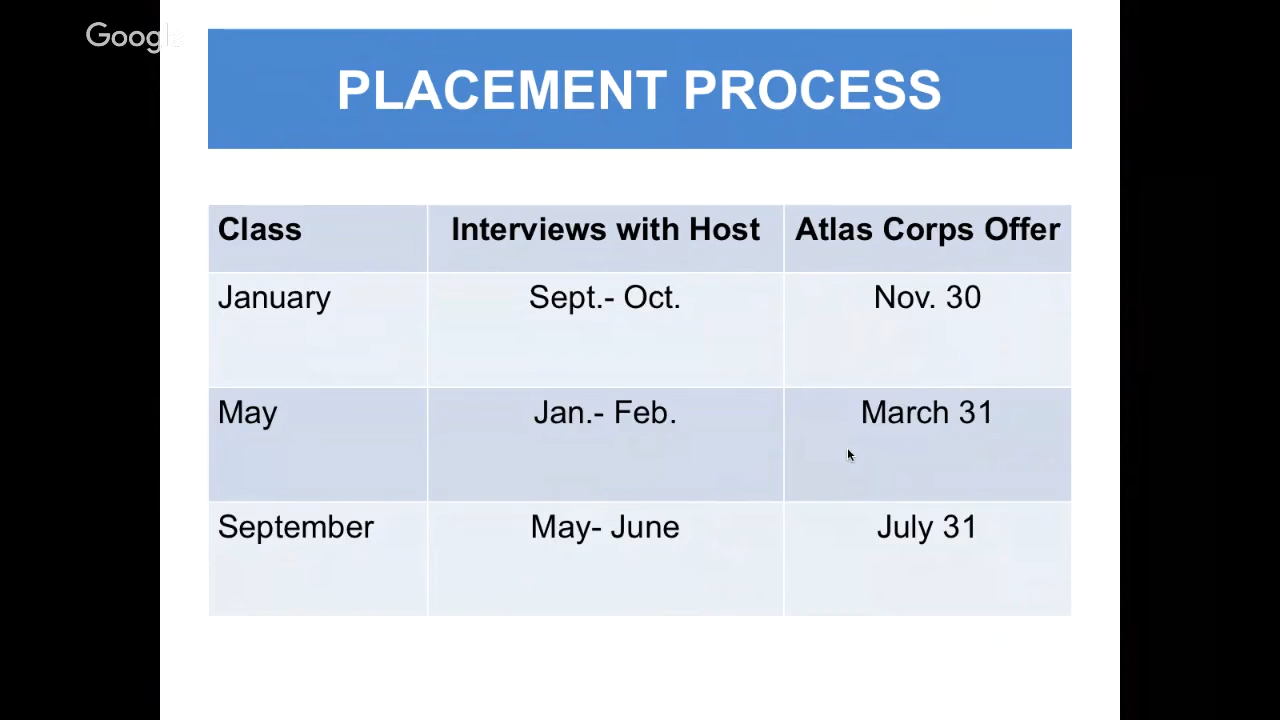 Google
PLACEMENT PROCESS
Class Interviews with Host Atlas Corps Offer
January Sept.- Oct. Nov. 30
May Jan.- Feb. March 31
September May- June July 31